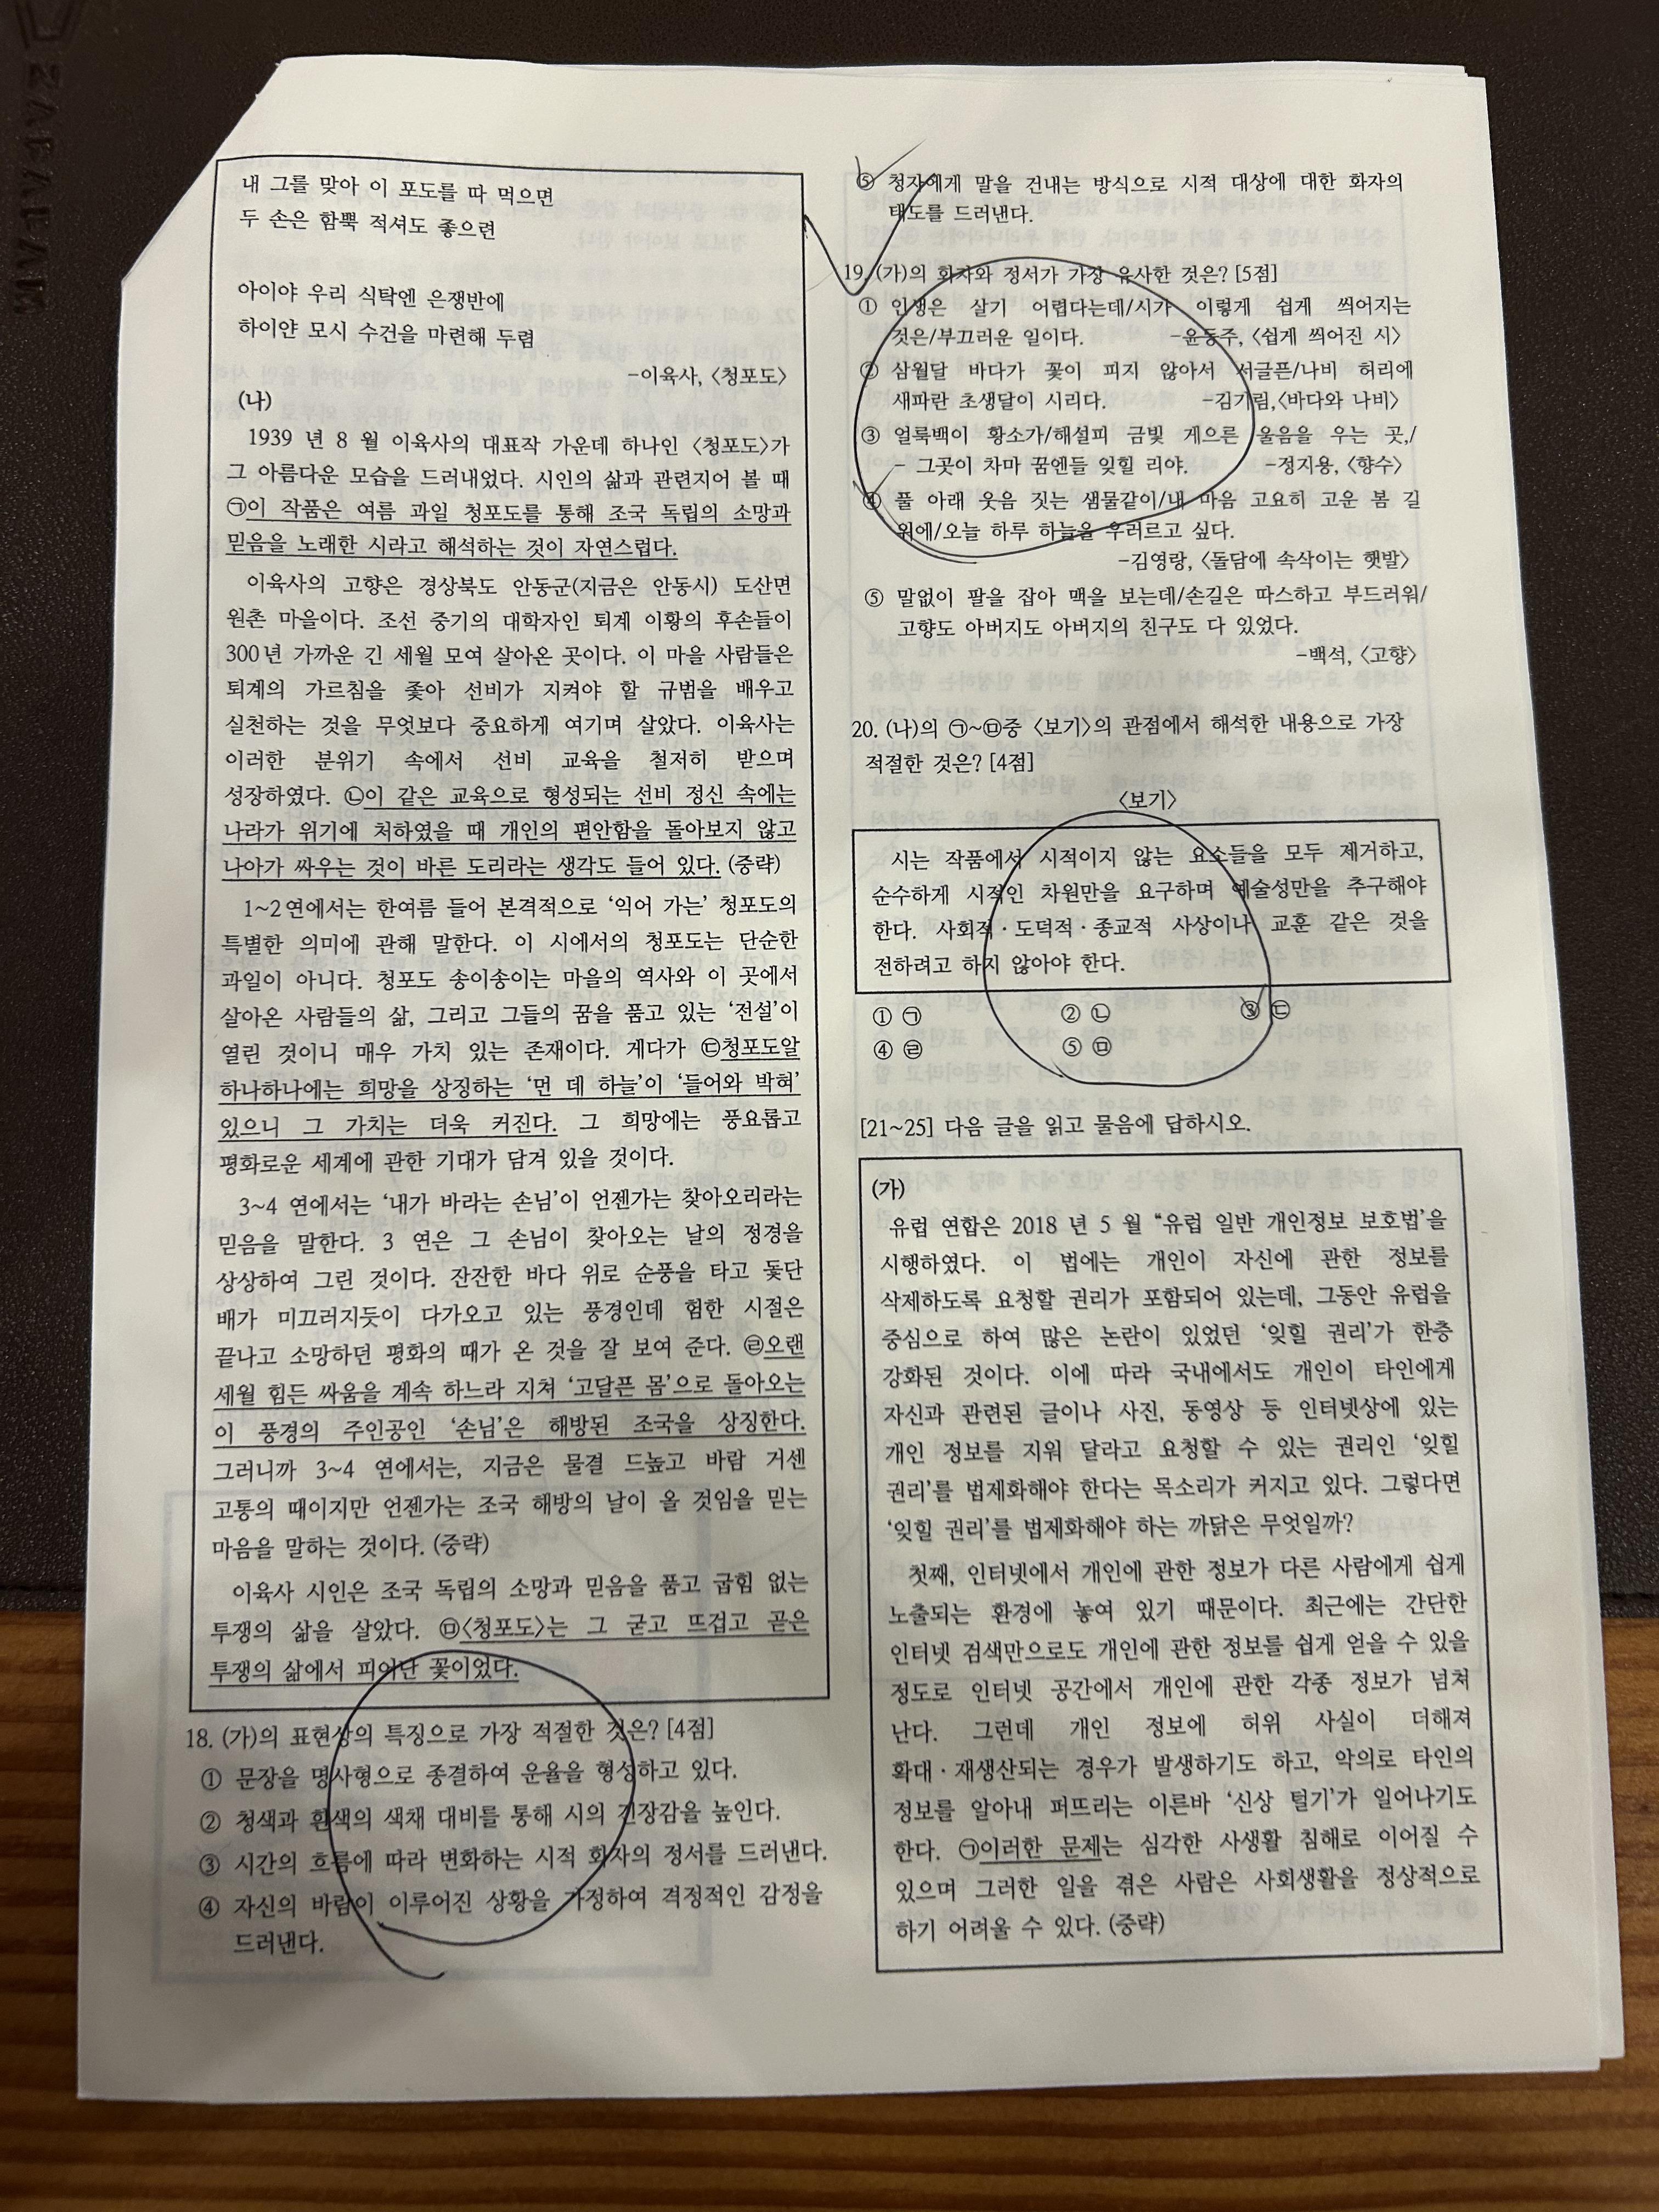 내 그를 맞아 이 포도를 따 먹으면
두 손은 함뿍 적셔도 좋으련
아이야 우리 식탁엔 은쟁반에
하이얀 모시 수건을 마련해 두렴
-이육사, 〈청포도〉
(나)
1939 년 8 월 이육사의 대표작 가운데 하나인 〈청포도〉가
그 아름다운 모습을 드러내었다. 시인의 삶과 관련지어 볼 때
㉠이 작품은 여름 과일 청포도를 통해 조국 독립의 소망과
믿음을 노래한 시라고 해석하는 것이 자연스럽다.
이육사의 고향은 경상북도 안동군(지금은 안동시) 도산면
원촌 마을이다. 조선 중기의 대학자인 퇴계 이황의 후손들이
300년 가까운 긴 세월 모여 살아온 곳이다. 이 마을 사람들은
퇴계의 가르침을 좇아 선비가 지켜야 할 규범을 배우고
실천하는 것을 무엇보다 중요하게 여기며 살았다. 이육사는
이러한 분위기 속에서 선비 교육을 철저히 받으며
성장하였다. ㉡이 같은 교육으로 형성되는 선비 정신 속에는
나라가 위기에 처하였을 때 개인의 편안함을 돌아보지 않고
나아가 싸우는 것이 바른 도리라는 생각도 들어 있다. (중략)
1~2연에서는 한여름 들어 본격적으로 ‘익어 가는’ 청포도의
특별한 의미에 관해 말한다. 이 시에서의 청포도는 단순한
과일이 아니다. 청포도 송이송이는 마을의 역사와 이 곳에서
살아온 사람들의 삶, 그리고 그들의 꿈을 품고 있는 ‘전설’이
열린 것이니 매우 가치 있는 존재이다. 게다가 ㉢청포도알
하나하나에는 희망을 상징하는 ‘먼 데 하늘’이 ‘들어와 박혀’
있으니 그 가치는 더욱 커진다. 그 희망에는 풍요롭고
평화로운 세계에 관한 기대가 담겨 있을 것이다.
3~4 연에서는 ‘내가 바라는 손님’이 언젠가는 찾아오리라는
믿음을 말한다. 3 연은 그 손님이 찾아오는 날의 정경을
상상하여 그린 것이다. 잔잔한 바다 위로 순풍을 타고 돛단
배가 미끄러지듯이 다가오고 있는 풍경인데 험한 시절은
끝나고 소망하던 평화의 때가 온 것을 잘 보여 준다. ㉣오랜
세월 힘든 싸움을 계속 하느라 지쳐 ‘고달픈 몸’으로 돌아오는
이 풍경의 주인공인 ‘손님’은 해방된 조국을 상징한다.
그러니까 3~4 연에서는, 지금은 물결 드높고 바람 거센
고통의 때이지만 언젠가는 조국 해방의 날이 올 것임을 믿는
마음을 말하는 것이다. (중략)
이육사 시인은 조국 독립의 소망과 믿음을 품고 굽힘 없는
투쟁의 삶을 살았다. ㉤〈청포도〉는 그 굳고 뜨겁고 곧은
투쟁의 삶에서 피어난 꽃이었다.
18. (가)의 표현상의 특징으로 가장 적절한 것은? [4점]
① 문장을 명사형으로 종결하여 운율을 형성하고 있다.
② 청색과 흰색의 색채 대비를 통해 시의 긴장감을 높인다.
③ 시간의 흐름에 따라 변화하는 시적 화자의 정서를 드러낸다.
④ 자신의 바람이 이루어진 상황을 가정하여 격정적인 감정을
드러낸다.
⑤ 청자에게 말을 건내는 방식으로 시적 대상에 대한 화자의
태도를 드러낸다.
19. (가)의 화자와 정서가 가장 유사한 것은? [5점]
① 인생은 살기 어렵다는데/시가 이렇게 쉽게 씌어지는
것은/부끄러운 일이다. -윤동주, 〈쉽게 씌어진 시〉
② 삼월달 바다가 꽃이 피지 않아서 서글픈/나비 허리에
새파란 초생달이 시리다. -김기림,〈바다와 나비〉
③ 얼룩백이 황소가/해설피 금빛 게으른 울음을 우는 곳,/
- 그곳이 차마 꿈엔들 잊힐 리야. -정지용, 〈향수〉
④ 풀 아래 웃음 짓는 샘물같이/내 마음 고요히 고운 봄 길
위에/오늘 하루 하늘을 우러르고 싶다.
-김영랑, 〈돌담에 속삭이는 햇발〉
⑤ 말없이 팔을 잡아 맥을 보는데/손길은 따스하고 부드러워/
고향도 아버지도 아버지의 친구도 다 있었다.
-백석, 〈고향〉
20. (나)의 ㉠~㉤중 〈보기〉의 관점에서 해석한 내용으로 가장
적절한 것은? [4점]
〈보기〉
시는 작품에서 시적이지 않는 요소들을 모두 제거하고,
순수하게 시적인 차원만을 요구하며 예술성만을 추구해야
한다. 사회적·도덕적·종교적 사상이나 교훈 같은 것을
전하려고 하지 않아야 한다.
① ㉠ ② ㉡ ③ ㉢
④ ㉣ ⑤ ㉤
[21~25] 다음 글을 읽고 물음에 답하시오.
(가)
유럽 연합은 2018 년 5 월 “유럽 일반 개인정보 보호법’을
시행하였다. 이 법에는 개인이 자신에 관한 정보를
삭제하도록 요청할 권리가 포함되어 있는데, 그동안 유럽을
중심으로 하여 많은 논란이 있었던 ‘잊힐 권리’가 한층
강화된 것이다. 이에 따라 국내에서도 개인이 타인에게
자신과 관련된 글이나 사진, 동영상 등 인터넷상에 있는
개인 정보를 지워 달라고 요청할 수 있는 권리인 ‘잊힐
권리’를 법제화해야 한다는 목소리가 커지고 있다. 그렇다면
‘잊힐 권리’를 법제화해야 하는 까닭은 무엇일까?
첫째, 인터넷에서 개인에 관한 정보가 다른 사람에게 쉽게
노출되는 환경에 놓여 있기 때문이다. 최근에는 간단한
인터넷 검색만으로도 개인에 관한 정보를 쉽게 얻을 수 있을
정도로 인터넷 공간에서 개인에 관한 각종 정보가 넘쳐
난다. 그런데 개인 정보에 허위 사실이 더해져
확대·재생산되는 경우가 발생하기도 하고, 악의로 타인의
정보를 알아내 퍼뜨리는 이른바 ‘신상 털기’가 일어나기도
한다. ㉠이러한 문제는 심각한 사생활 침해로 이어질 수
있으며 그러한 일을 겪은 사람은 사회생활을 정상적으로
하기 어려울 수 있다. (중략)